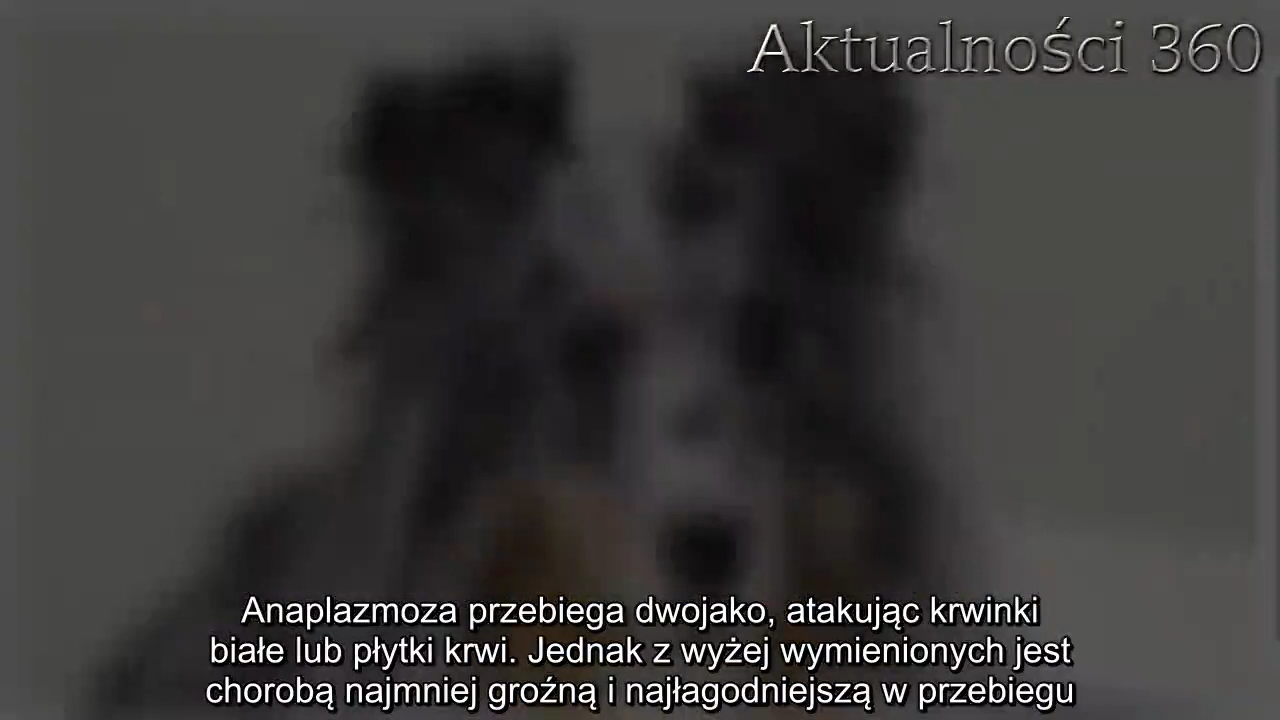 Aktualności 360
Anaplazmoza przebiega dwojako, atakując krwinki
białe lub płytki krwi. Jednak z wyżej wymienionych jest
chorobą najmniej groźną i najłagodniejszą w przebiegu